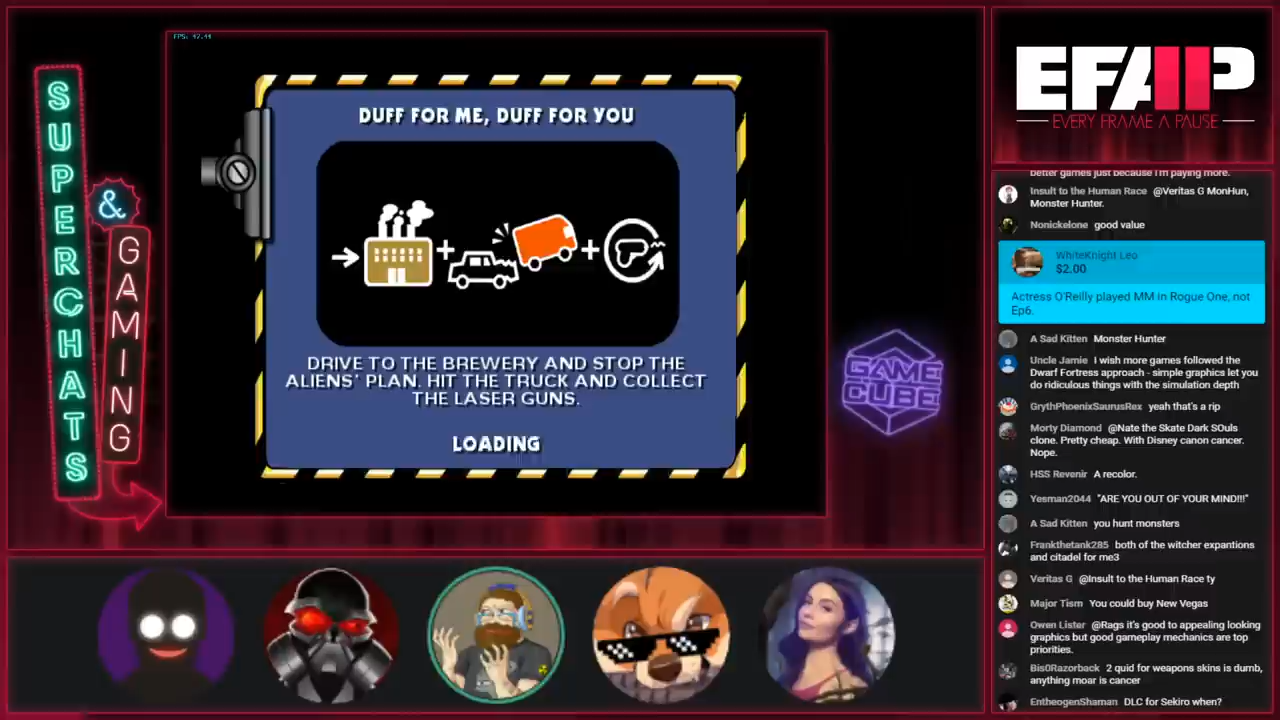 FPS: 47.44
SUPERCHATS
&
GAMING
DUFF FOR ME, DUFF FOR YOU
DRIVE TO THE BREWERY AND STOP THE
ALIENS' PLAN. HIT THE TRUCK AND COLLECT
THE LASER GUNS.
LOADING
GAME
CUBE
EFAP
EVERY FRAME A PAUSE
better games just because I'm paying more.
Insult to the Human Race @Veritas G MonHun,
Monster Hunter.
Nonickelone good value
WhiteKnight Leo
$2.00
Actress O'Reilly played MM in Rogue One, not
Ep6.
A Sad Kitten Monster Hunter
Uncle Jamie I wish more games followed the
Dwarf Fortress approach - simple graphics let you
do ridiculous things with the simulation depth
GrythPhoenixSaurusRex yeah that's a rip
Morty Diamond @Nate the Skate Dark SOuls
clone. Pretty cheap. With Disney canon cancer.
Nope.
HSS Revenir A recolor.
Yesman2044 "ARE YOU OUT OF YOUR MIND!!!"
A Sad Kitten you hunt monsters
Frankthetank285 both of the witcher expantions
and citadel for me3
Veritas G @Insult to the Human Race ty
Major Tism You could buy New Vegas
Owen Lister @Rags it's good to appealing looking
graphics but good gameplay mechanics are top
priorities.
Bis0Razorback 2 quid for weapons skins is dumb,
anything moar is cancer
EntheogenShaman DLC for Sekiro when?